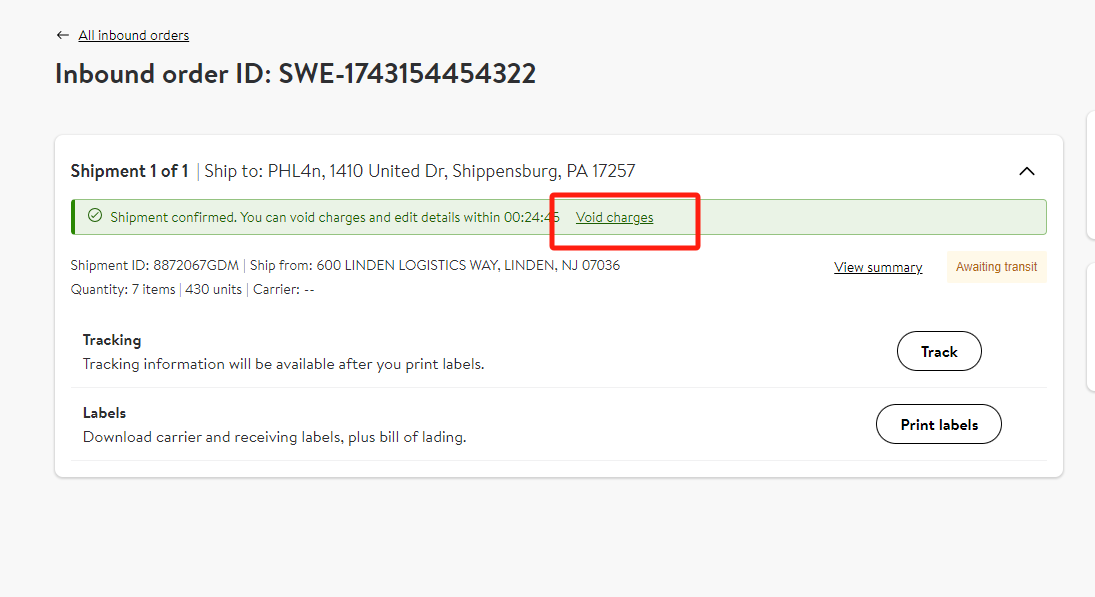 ← All inbound orders
Inbound order ID: SWE-1743154454322
Shipment 1 of 1 | Ship to: PHL4n, 1410 United Dr, Shippensburg, PA 17257
Shipment confirmed. You can void charges and edit details within 00:24:45 Void charges
Shipment ID: 8872067GDM | Ship from: 600 LINDEN LOGISTICS WAY, LINDEN, NJ 07036
View summary Awaiting transit
Quantity: 7 items | 430 units | Carrier: --
Tracking
Tracking information will be available after you print labels.
Track
Labels
Download carrier and receiving labels, plus bill of lading.
Print labels